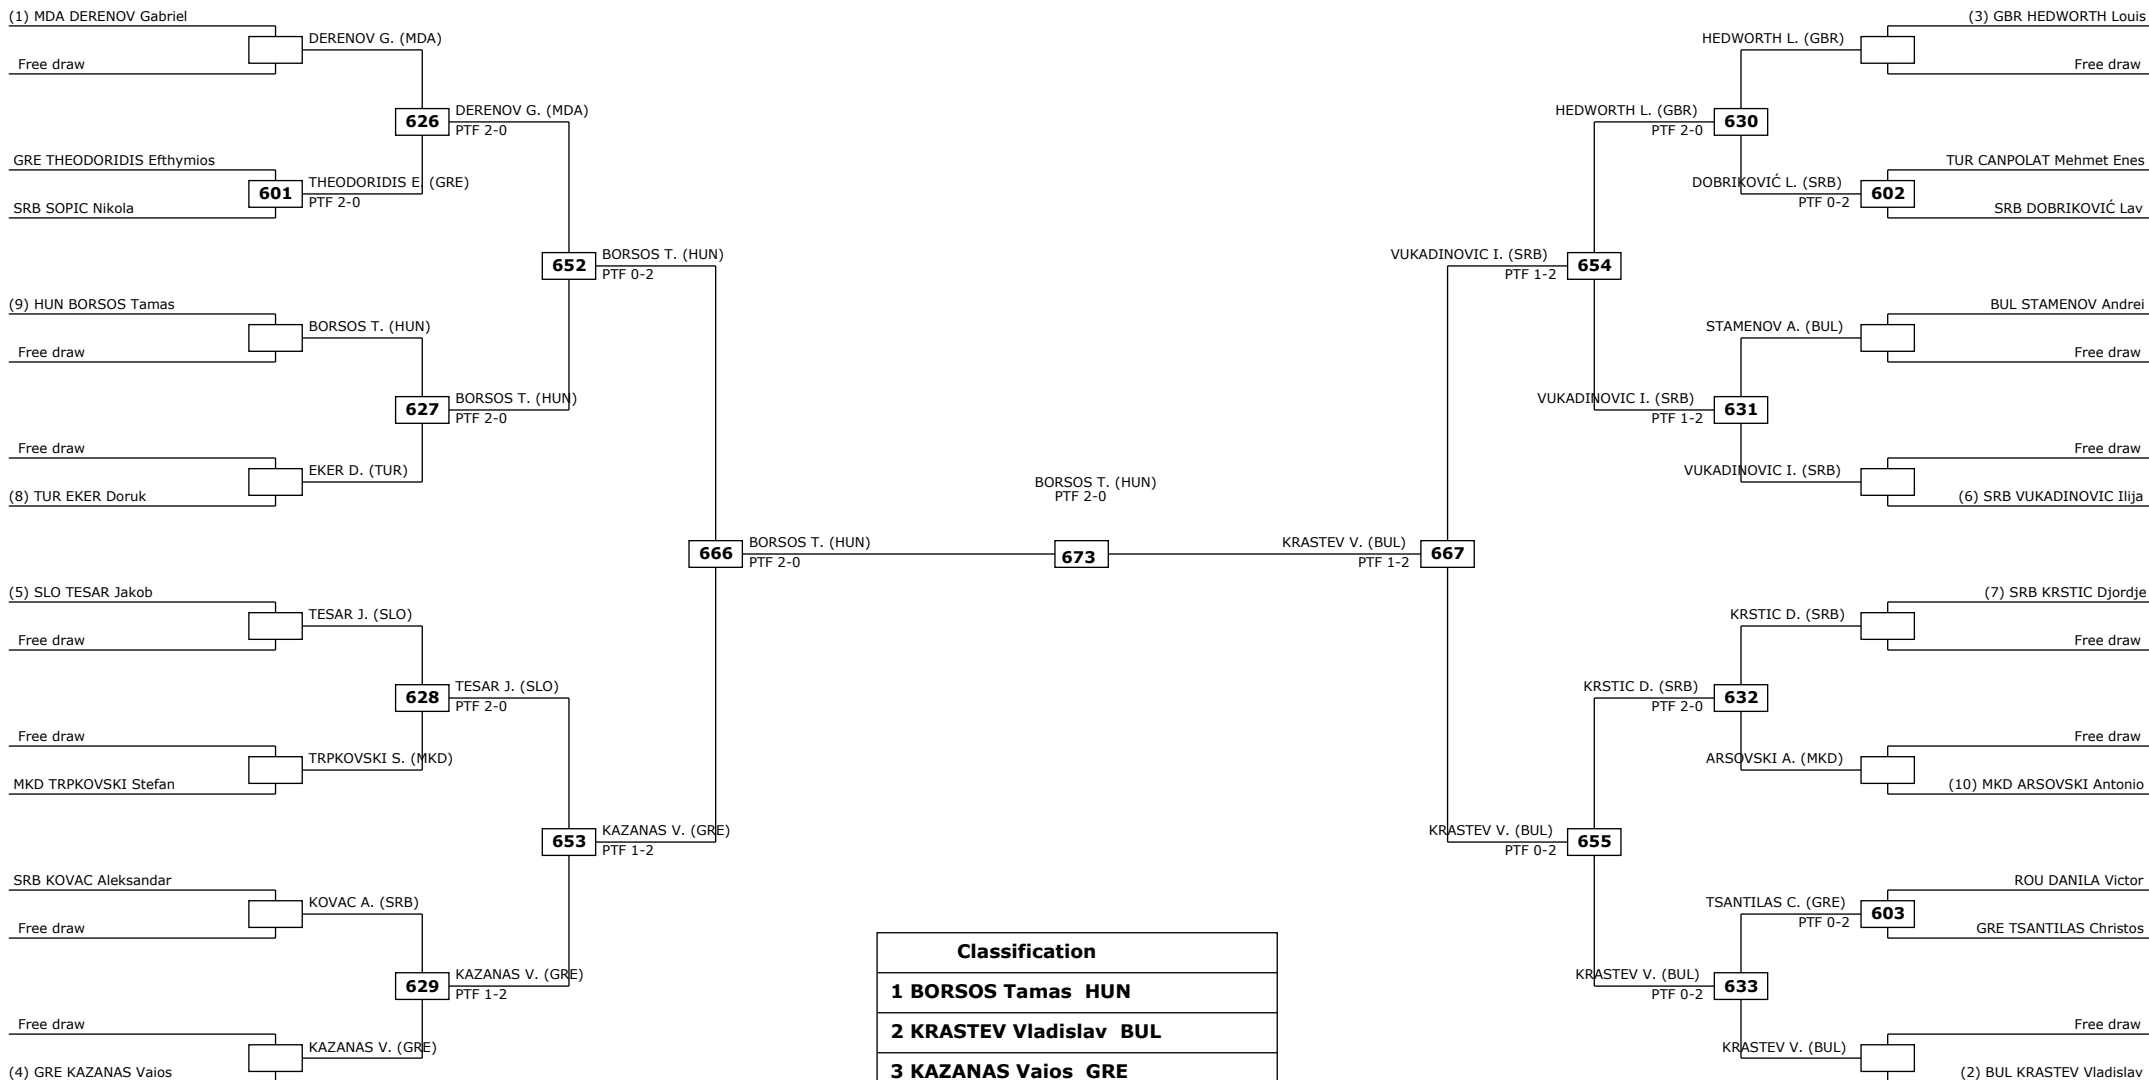 (1) MDA DERENOV Gabriel
DERENOV G. (MDA)
Free draw
626
DERENOV G. (MDA)
PTF 2-0
GRE THEODORIDIS Efthymios
601
THEODORIDIS E. (GRE)
PTF 2-0
SRB SOPIC Nikola
652
BORSOS T. (HUN)
PTF 0-2
(9) HUN BORSOS Tamas
BORSOS T. (HUN)
Free draw
627
BORSOS T. (HUN)
PTF 2-0
Free draw
EKER D. (TUR)
(8) TUR EKER Doruk
666
BORSOS T. (HUN)
PTF 2-0
(5) SLO TESAR Jakob
TESAR J. (SLO)
Free draw
628
TESAR J. (SLO)
PTF 2-0
Free draw
TRPKOVSKI S. (MKD)
MKD TRPKOVSKI Stefan
653
KAZANAS V. (GRE)
PTF 1-2
SRB KOVAC Aleksandar
KOVAC A. (SRB)
Free draw
629
KAZANAS V. (GRE)
PTF 1-2
Free draw
KAZANAS V. (GRE)
(4) GRE KAZANAS Vaios
BORSOS T. (HUN)
PTF 2-0
673
Classification
1 BORSOS Tamas HUN
2 KRASTEV Vladislav BUL
3 KAZANAS Vaios GRE
(3) GBR HEDWORTH Louis
HEDWORTH L. (GBR)
Free draw
HEDWORTH L. (GBR)
PTF 2-0
630
TUR CANPOLAT Mehmet Enes
DOBRIKOVIĆ L. (SRB)
PTF 0-2
602
SRB DOBRIKOVIĆ Lav
VUKADINOVIC I. (SRB)
PTF 1-2
654
BUL STAMENOV Andrei
STAMENOV A. (BUL)
Free draw
VUKADINOVIC I. (SRB)
PTF 1-2
631
Free draw
VUKADINOVIC I. (SRB)
(6) SRB VUKADINOVIC Ilija
KRASTEV V. (BUL)
PTF 1-2
667
(7) SRB KRSTIC Djordje
KRSTIC D. (SRB)
Free draw
KRSTIC D. (SRB)
PTF 2-0
632
Free draw
ARSOVSKI A. (MKD)
(10) MKD ARSOVSKI Antonio
KRASTEV V. (BUL)
PTF 0-2
655
ROU DANILA Victor
TSANTILAS C. (GRE)
PTF 0-2
603
GRE TSANTILAS Christos
KRASTEV V. (BUL)
PTF 0-2
633
Free draw
KRASTEV V. (BUL)
(2) BUL KRASTEV Vladislav